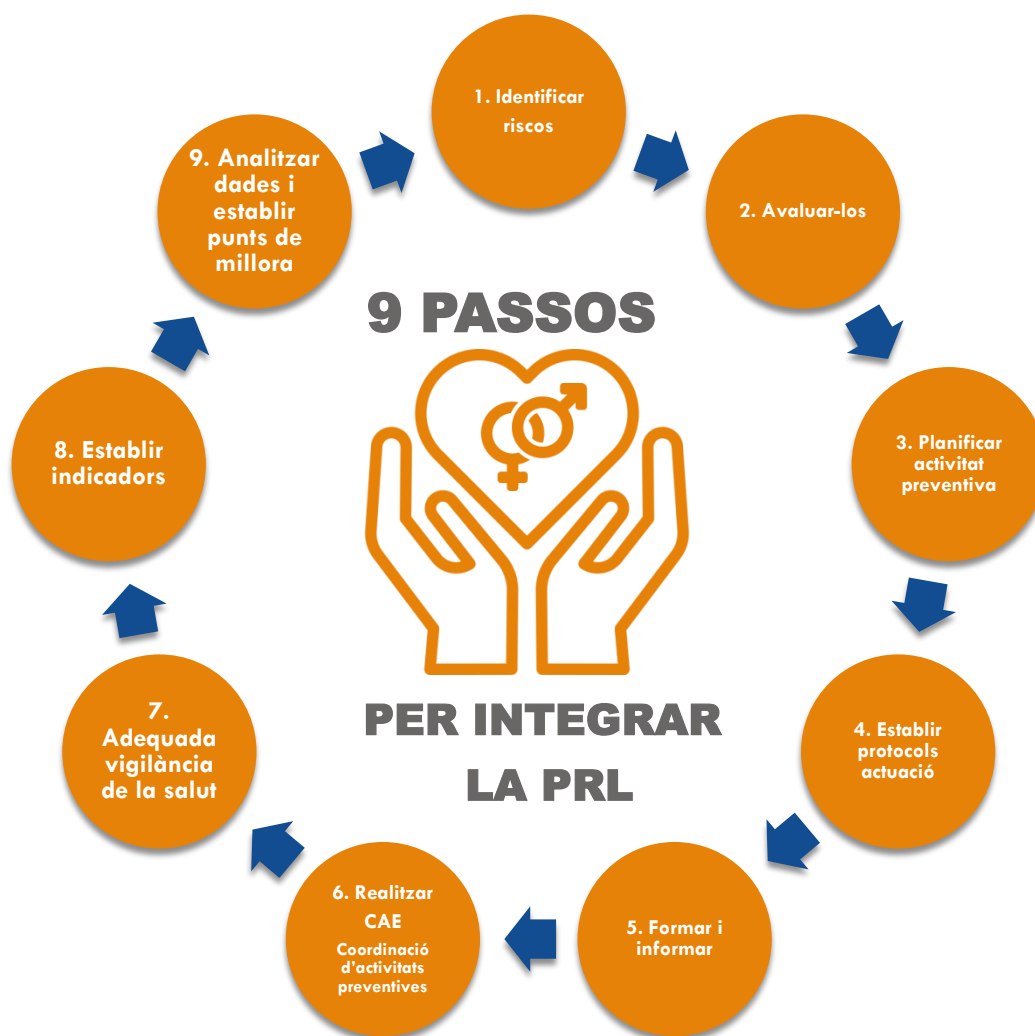 1. Identificar
riscos
2. Avaluar-los
3. Planificar
activitat
preventiva
4. Establir
protocols
actuació
5. Formar i
informar
6. Realitzar
CAE
Coordinació
d'activitats
preventives
7.
Adequada
vigilància
de la salut
8. Establir
indicadors
9. Analitzar
dades i
establir
punts de
millora
9 PASSOS
PER INTEGRAR
LA PRL